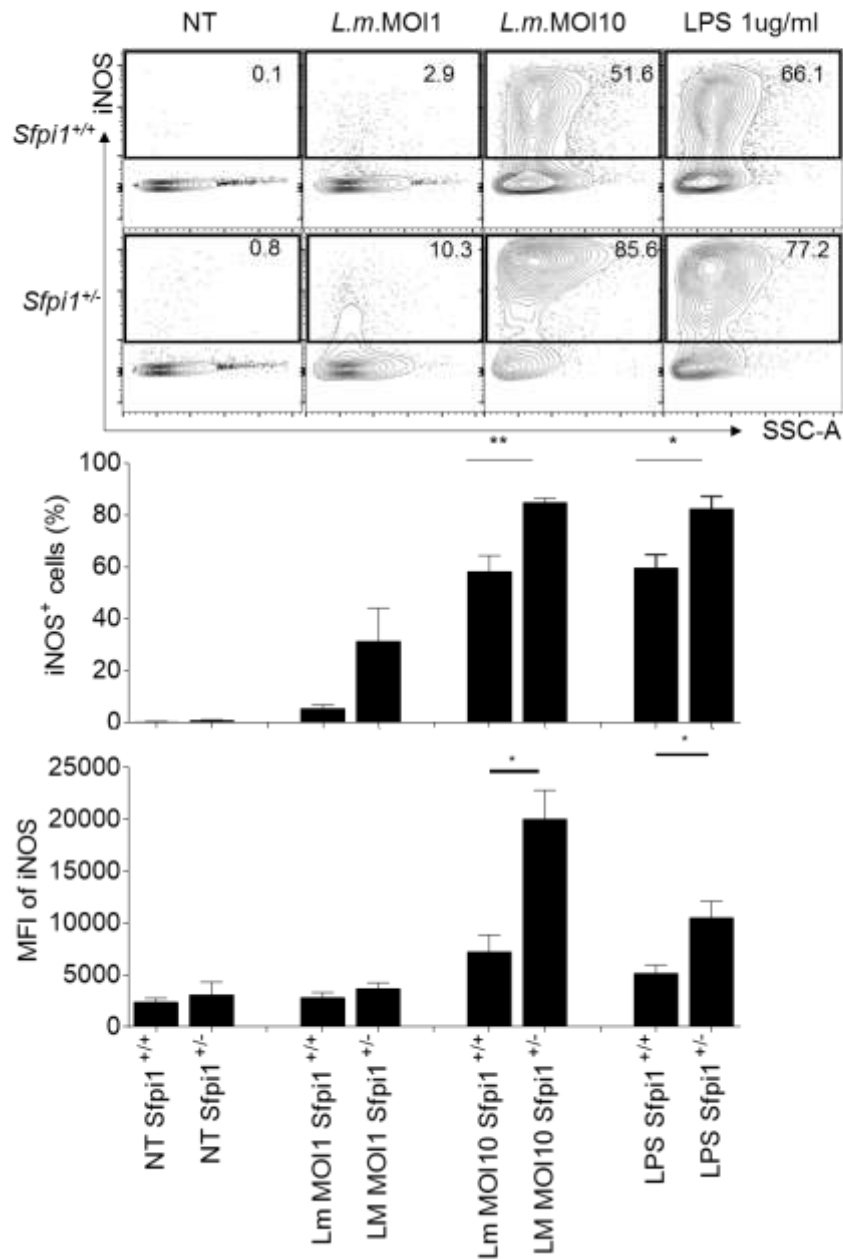 NT L.m.MOI1 L.m.MOI10 LPS 1ug/ml
iNOS
Sfpi1+/+
0.1 2.9 51.6 66.1
Sfpi1+/-
0.8 10.3 85.6 77.2
SSC-A
** *
iNOS+ cells (%)
100
80
60
40
20
0
* *
MFI of iNOS
25000
20000
15000
10000
5000
0
NT Sfpi1 +/+
NT Sfpi1 +/-
Lm MOI1 Sfpi1 +/+
LM MOI1 Sfpi1 +/-
Lm MOI10 Sfpi1 +/+
LM MOI10 Sfpi1 +/-
LPS Sfpi1 +/+
LPS Sfpi1 +/-